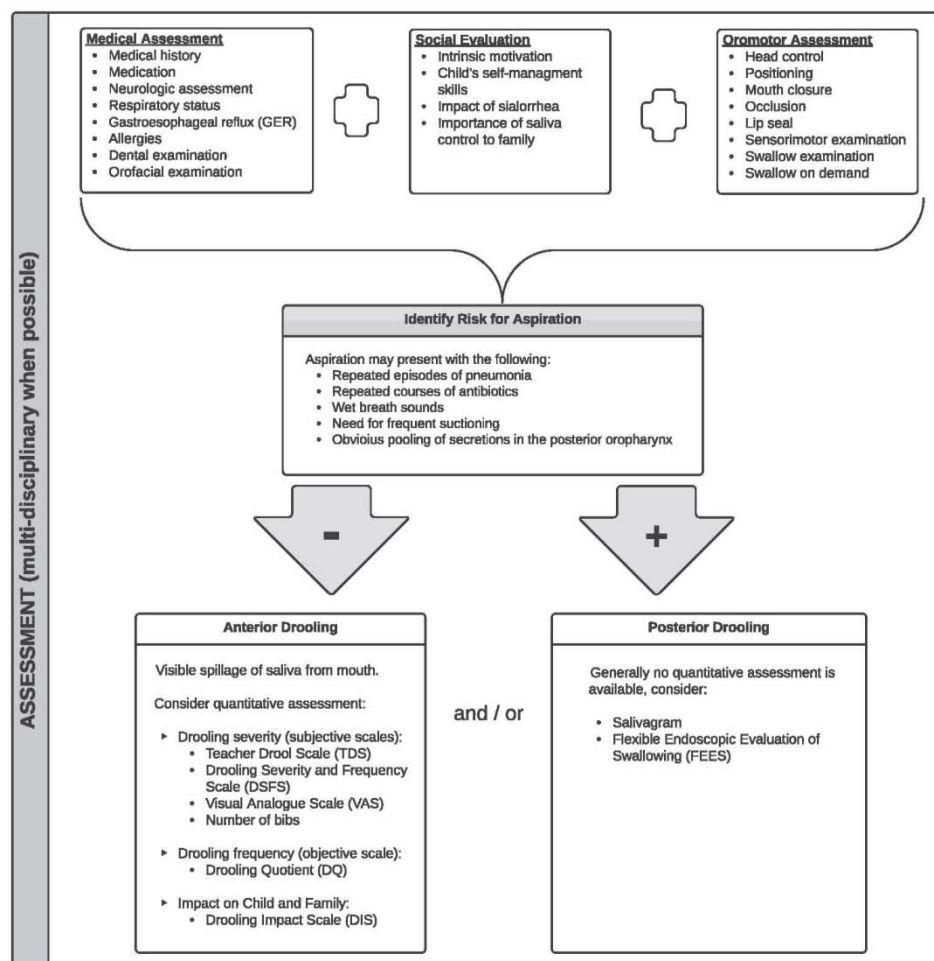 ASSESSMENT (multi-disciplinary when possible)
Medical Assessment
• Medical history
• Medication
• Neurologic assessment
• Respiratory status
• Gastroesophageal reflux (GER)
• Allergies
• Dental examination
• Orofacial examination
Social Evaluation
• Intrinsic motivation
• Child's self-managment
skills
• Impact of sialorrhea
• Importance of saliva
control to family
Oromotor Assessment
• Head control
• Positioning
• Mouth closure
• Occlusion
• Lip seal
• Sensorimotor examination
• Swallow examination
• Swallow on demand
Identify Risk for Aspiration
Aspiration may present with the following:
• Repeated episodes of pneumonia
• Repeated courses of antibiotics
• Wet breath sounds
• Need for frequent suctioning
• Obvioius pooling of secretions in the posterior oropharynx
-
+
Anterior Drooling
Visible spillage of saliva from mouth.
Consider quantitative assessment:
▸ Drooling severity (subjective scales):
• Teacher Drool Scale (TDS)
• Drooling Severity and Frequency
Scale (DSFS)
• Visual Analogue Scale (VAS)
• Number of bibs
▸ Drooling frequency (objective scale):
• Drooling Quotient (DQ)
▸ Impact on Child and Family:
• Drooling Impact Scale (DIS)
and / or
Posterior Drooling
Generally no quantitative assessment is
available, consider:
• Salivagram
• Flexible Endoscopic Evaluation of
Swallowing (FEES)